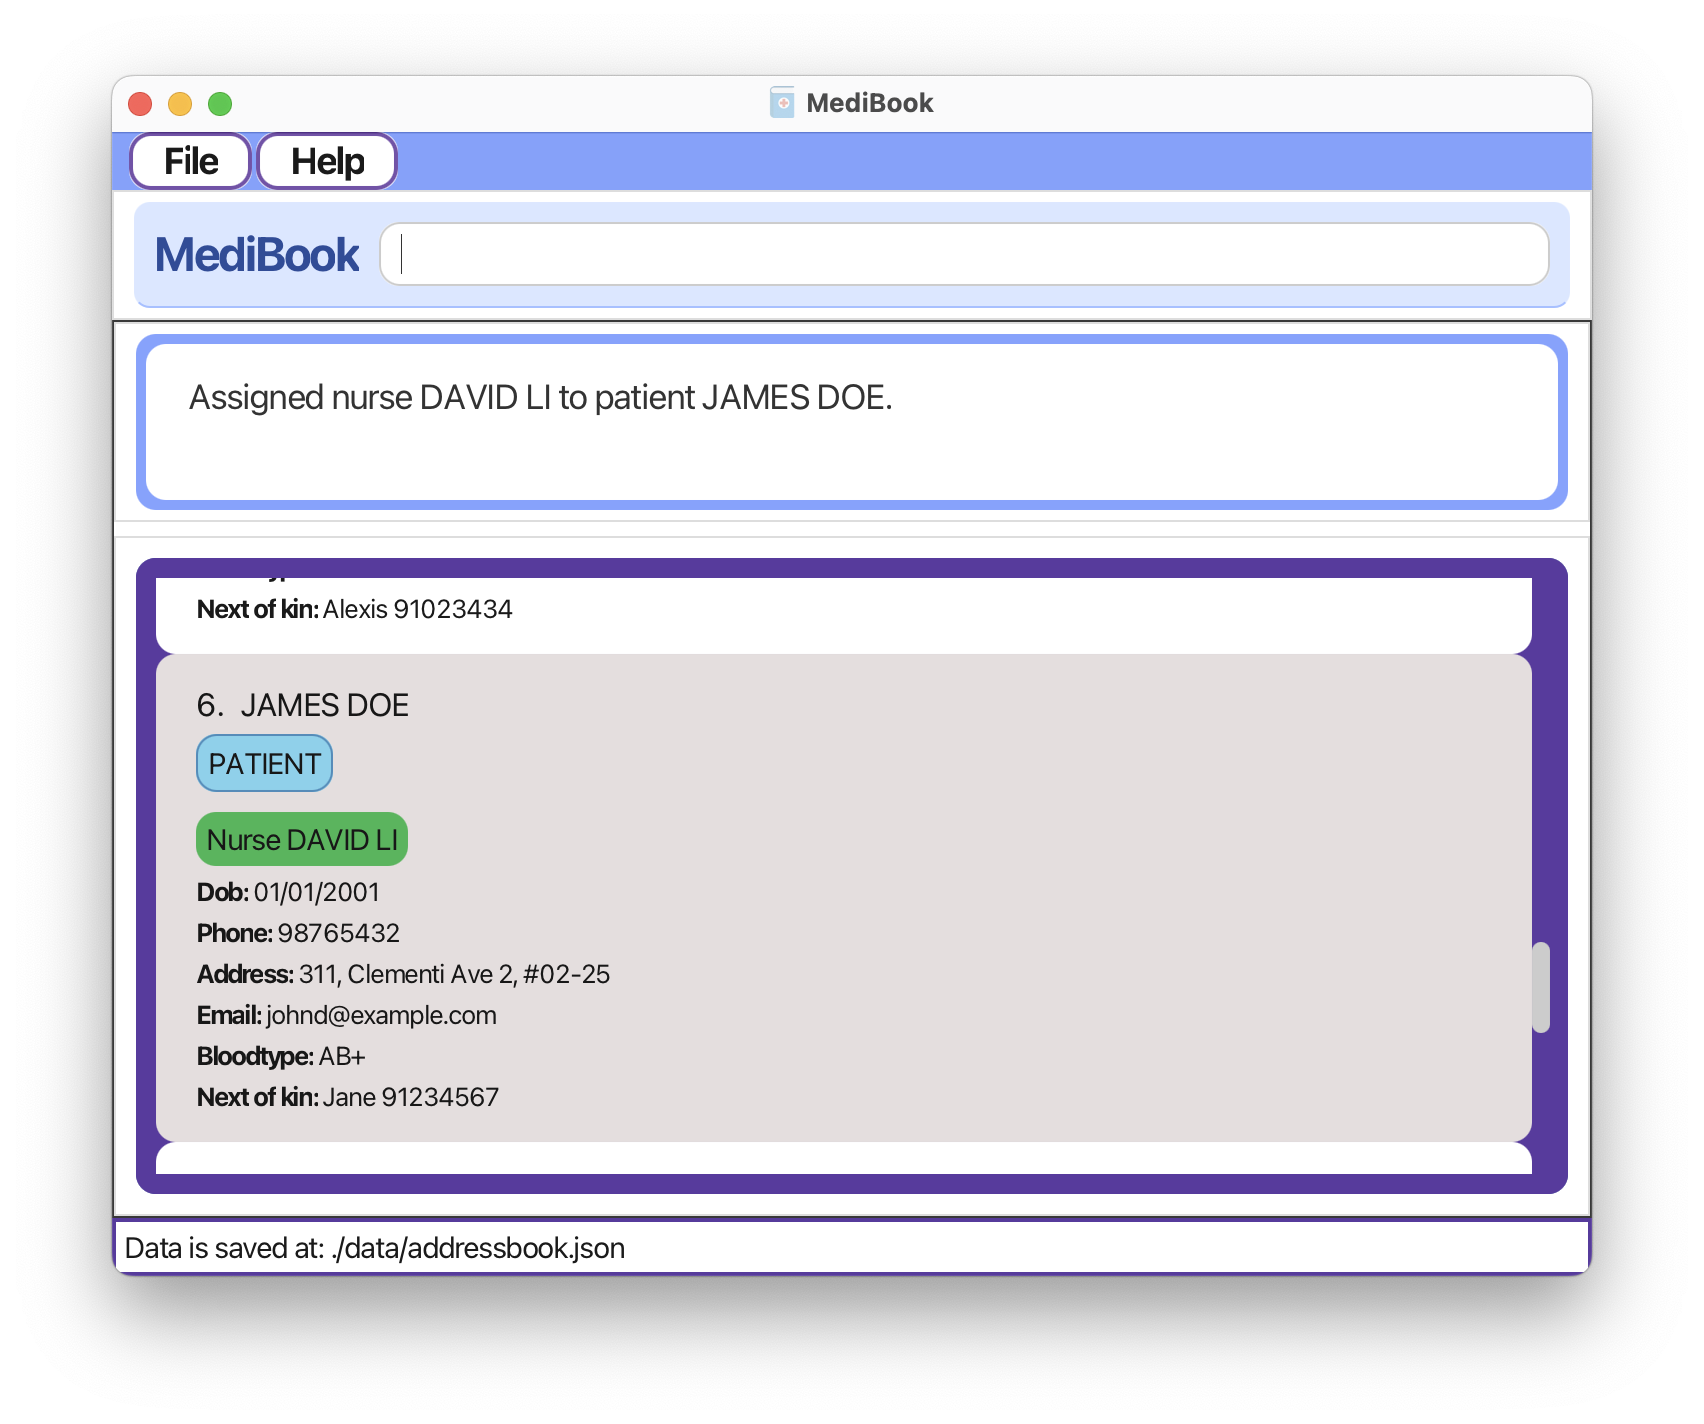 MediBook
File Help
MediBook
Assigned nurse DAVID LI to patient JAMES DOE.
Next of kin: Alexis 91023434
6. JAMES DOE
PATIENT
Nurse DAVID LI
Dob: 01/01/2001
Phone: 98765432
Address: 311, Clementi Ave 2, #02-25
Email: johnd@example.com
Bloodtype: AB+
Next of kin: Jane 91234567
Data is saved at: ./data/addressbook.json